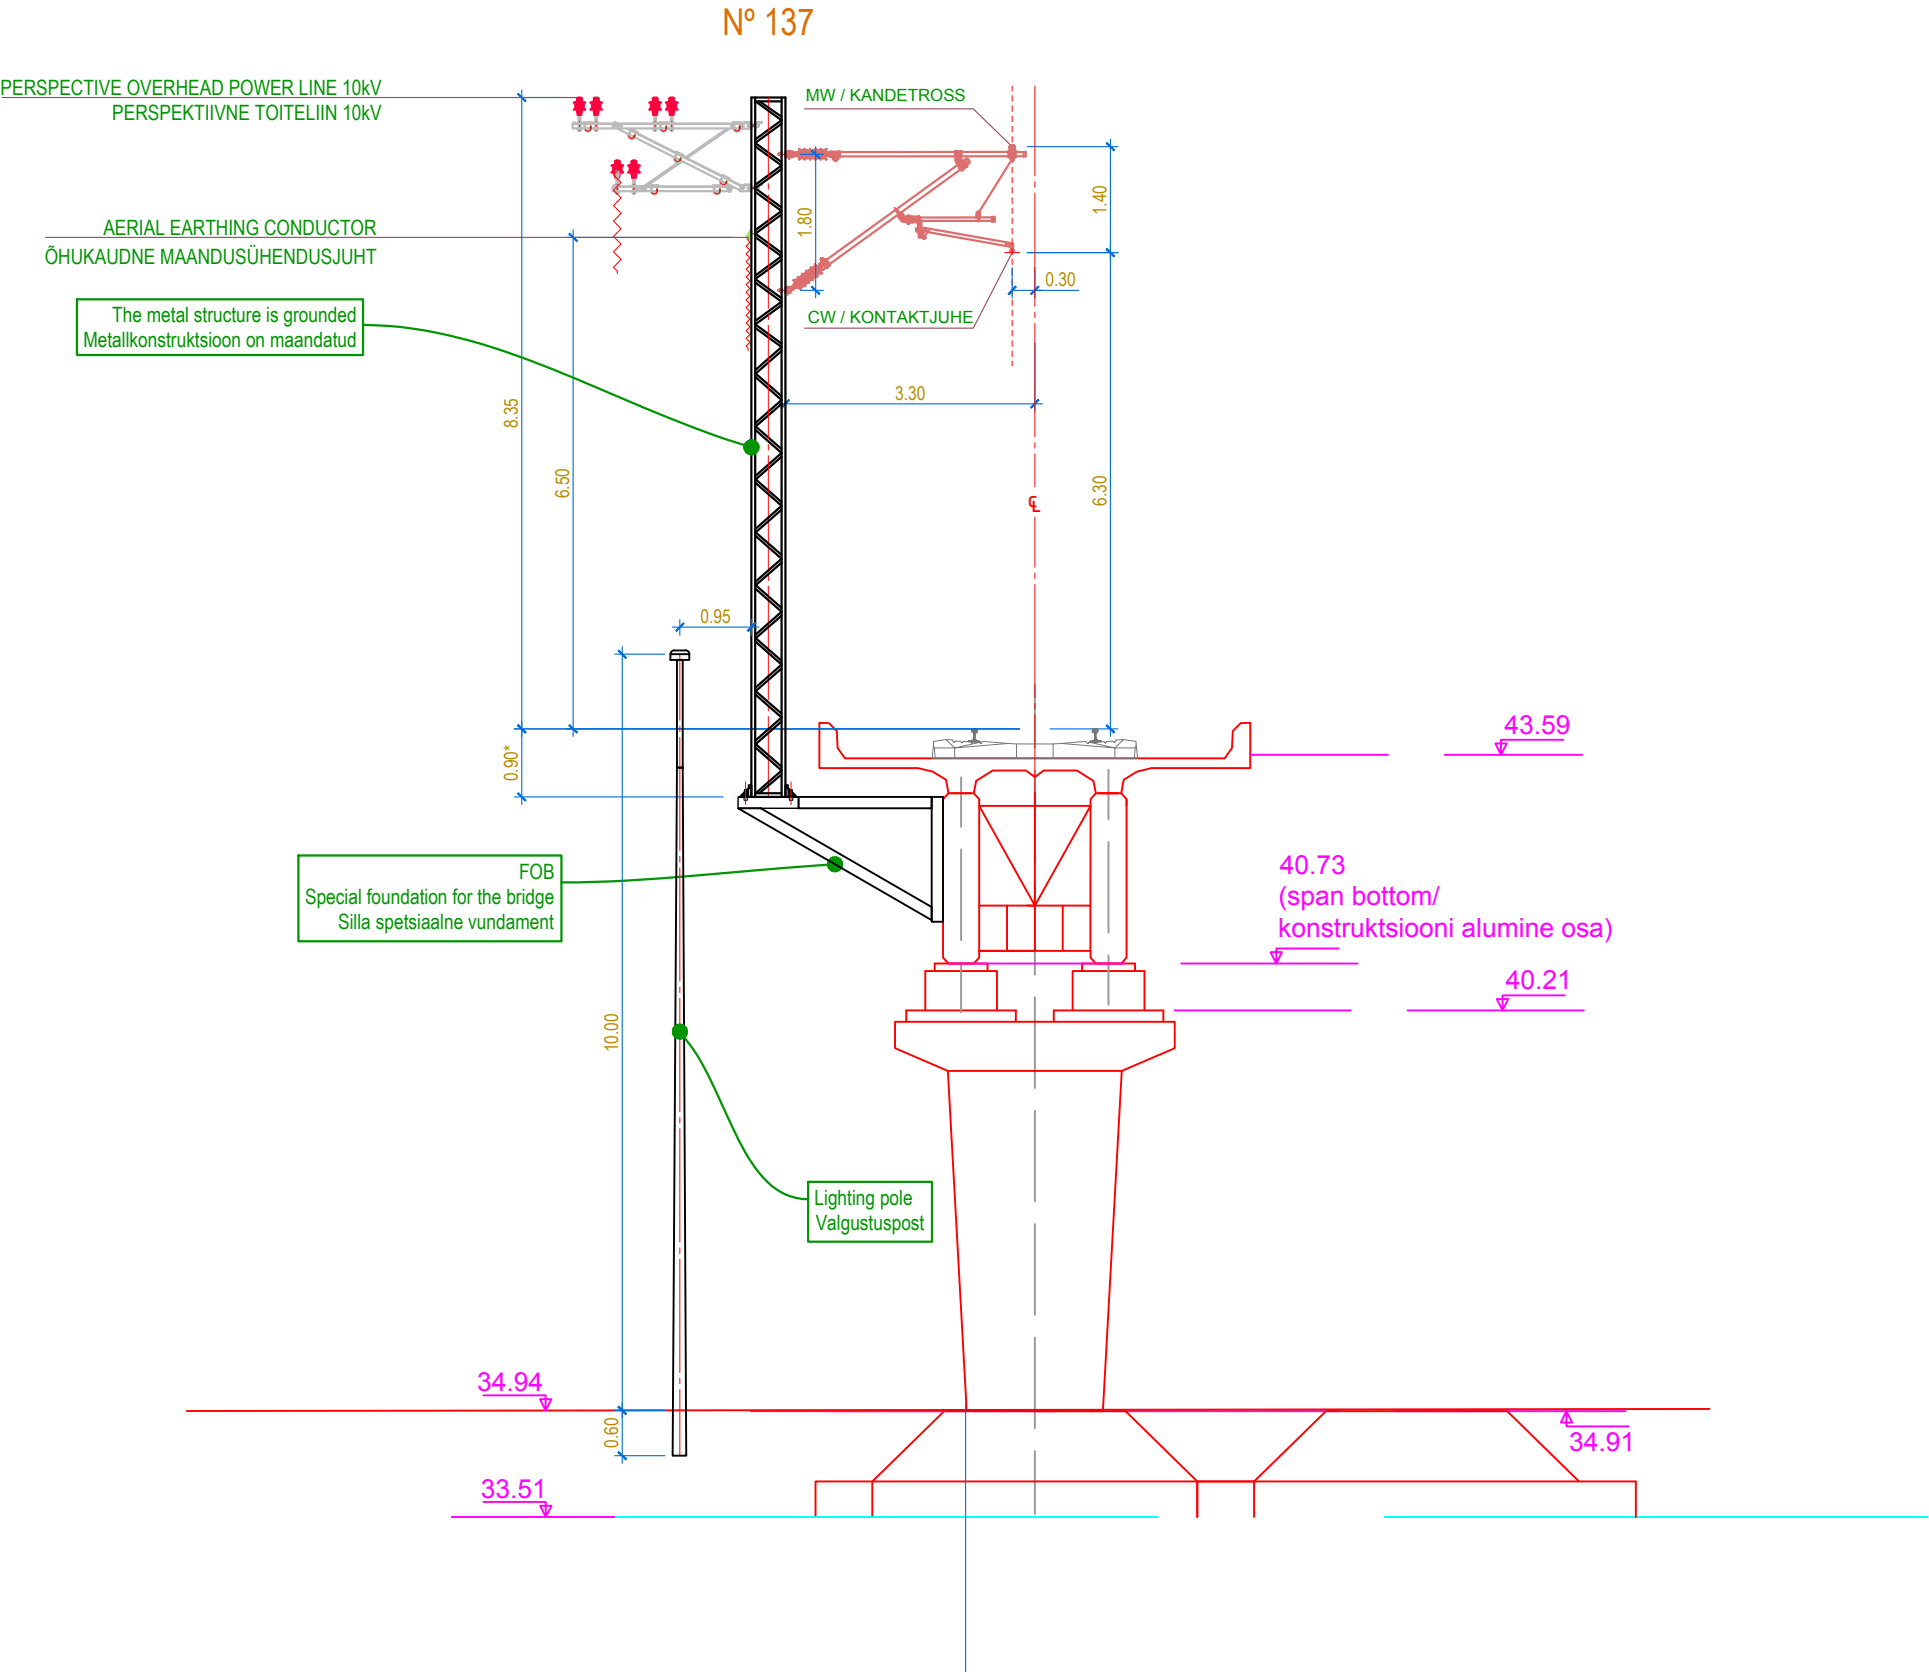 Nº 137
PERSPECTIVE OVERHEAD POWER LINE 10kV
PERSPEKTIIVNE TOITELIIN 10kV
MW / KANDETROSS
1.40
1.80
AERIAL EARTHING CONDUCTOR
ÕHUKAUDNE MAANDUSÜHENDUSJUHT
0.30
The metal structure is grounded
Metallkonstruktsioon on maandatud
CW / KONTAKTJUHE
3.30
8.35
6.50
6.30
℄
0.95
0.90*
43.59
FOB
Special foundation for the bridge
Silla spetsiaalne vundament
40.73
(span bottom/
konstruktsiooni alumine osa)
40.21
10.00
Lighting pole
Valgustuspost
34.94
0.60
34.91
33.51